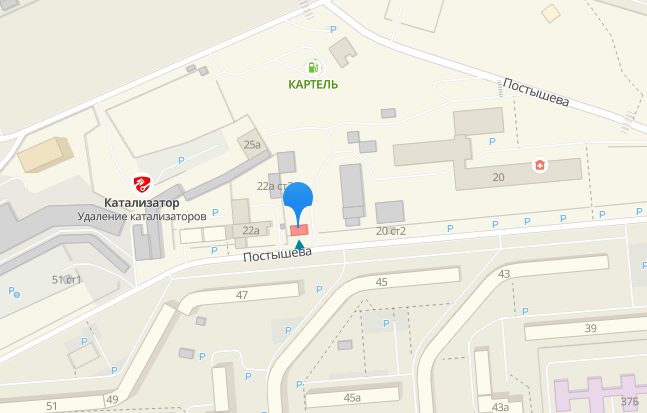 P
КАРТЕЛЬ
Постышева
25а
P
Катализатор
Удаление катализаторов
22а ст2
20
P
22а
20 ст2
P
P
P
P
P
P
Постышева
51 ст1
P
43
45
47
P
P
P
P
P
P
P
39
P
P
51
49
P
45а
43а
37Б